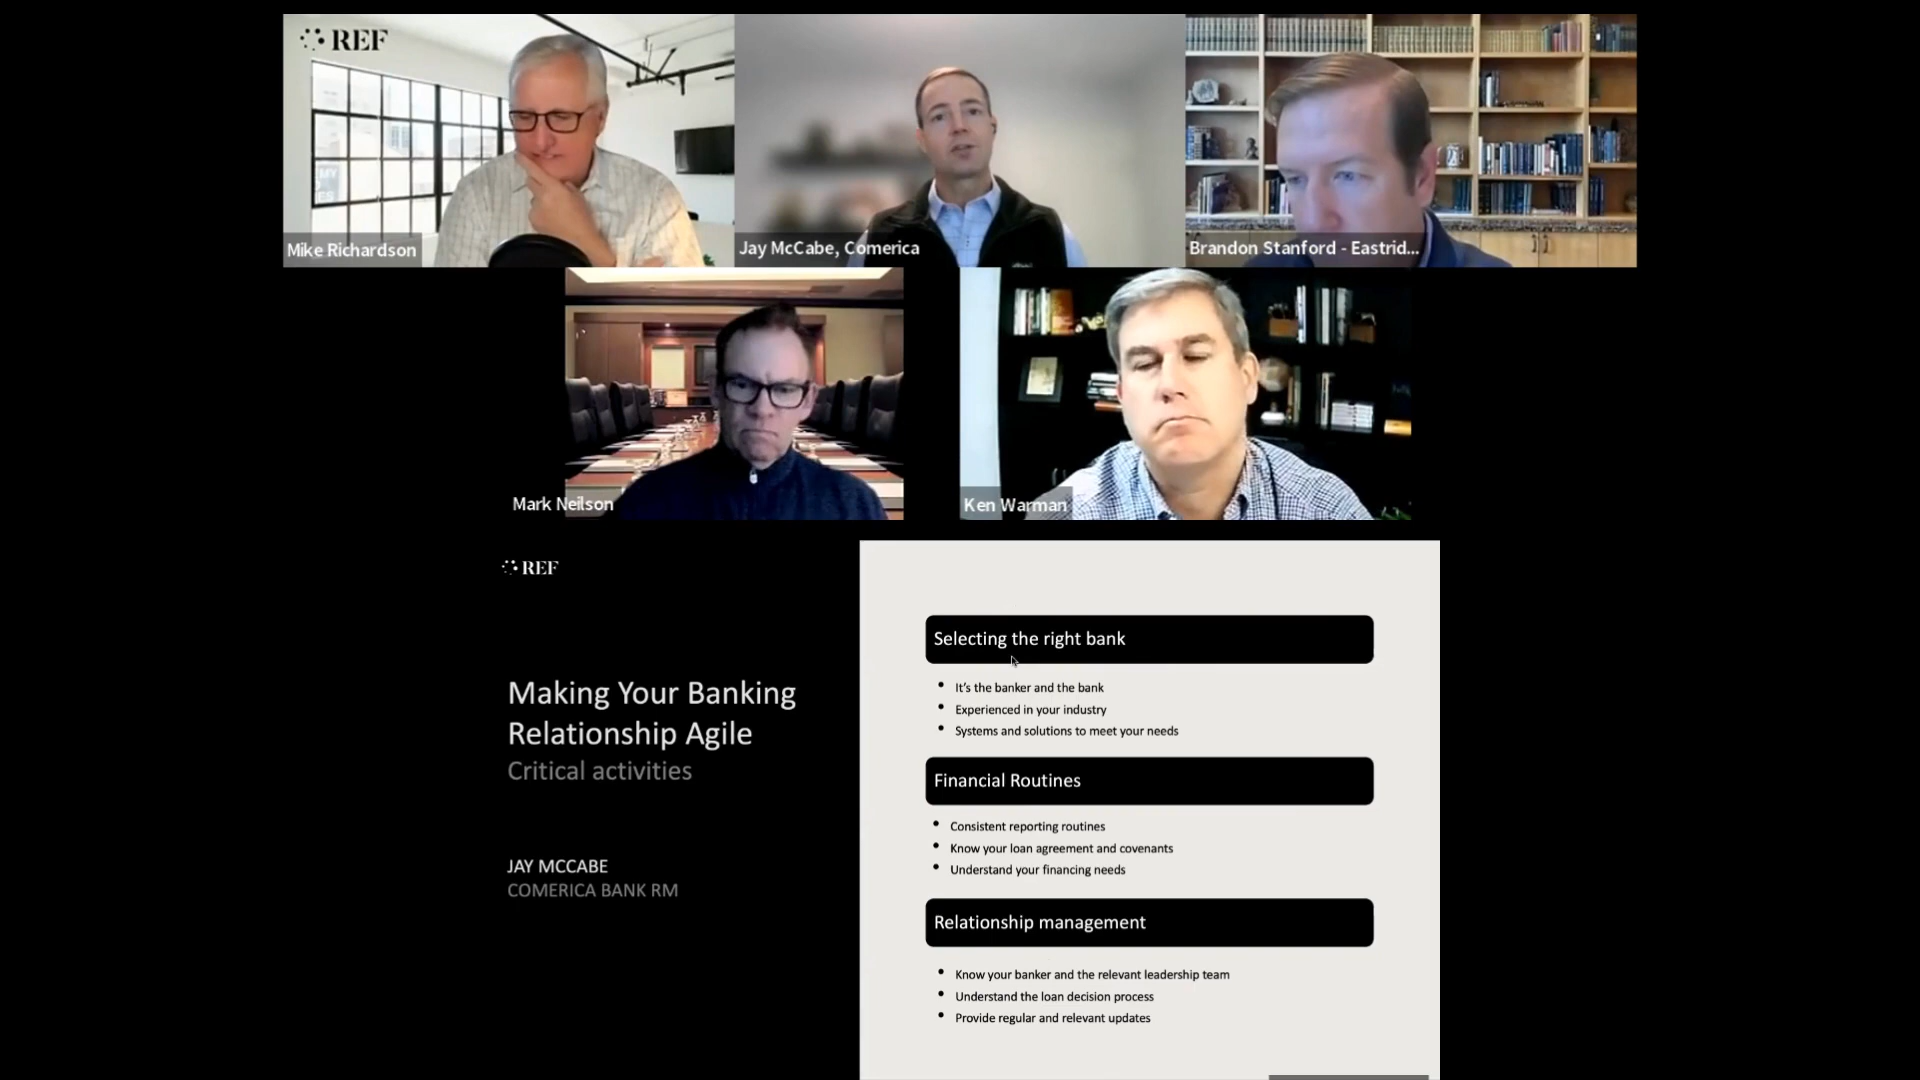 REF
MY
ES
Mike Richardson
Jay McCabe, Comerica
Brandon Stanford - Eastrid...
Mark Neilson
Ken Warman
REF
Making Your Banking
Relationship Agile
Critical activities
JAY MCCABE
COMERICA BANK RM
Selecting the right bank
• It's the banker and the bank
• Experienced in your industry
• Systems and solutions to meet your needs
Financial Routines
• Consistent reporting routines
• Know your loan agreement and covenants
• Understand your financing needs
Relationship management
• Know your banker and the relevant leadership team
• Understand the loan decision process
• Provide regular and relevant updates